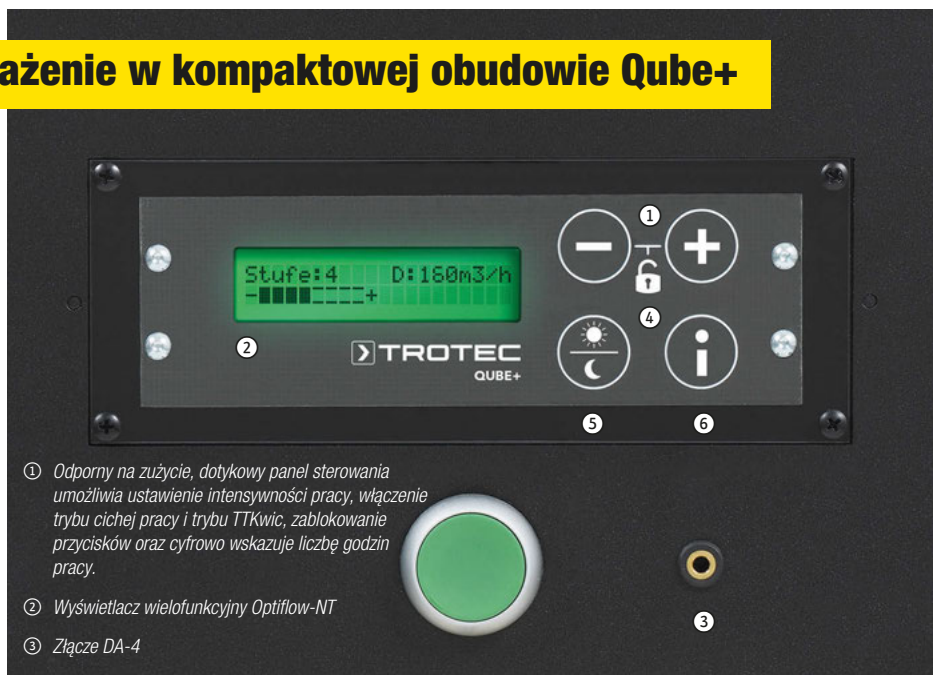 ażenie w kompaktowej obudowie Qube+
①
Stufe:4 D:160m3/h
- +
④
②
TROTEC
QUBE+
⑤ ⑥
① Odporny na zużycie, dotykowy panel sterowania
umożliwia ustawienie intensywności pracy, włączenie
trybu cichej pracy i trybu TTKwic, zablokowanie
przycisków oraz cyfrowo wskazuje liczbę godzin
pracy.
② Wyświetlacz wielofunkcyjny Optiflow-NT
③ Złącze DA-4
③